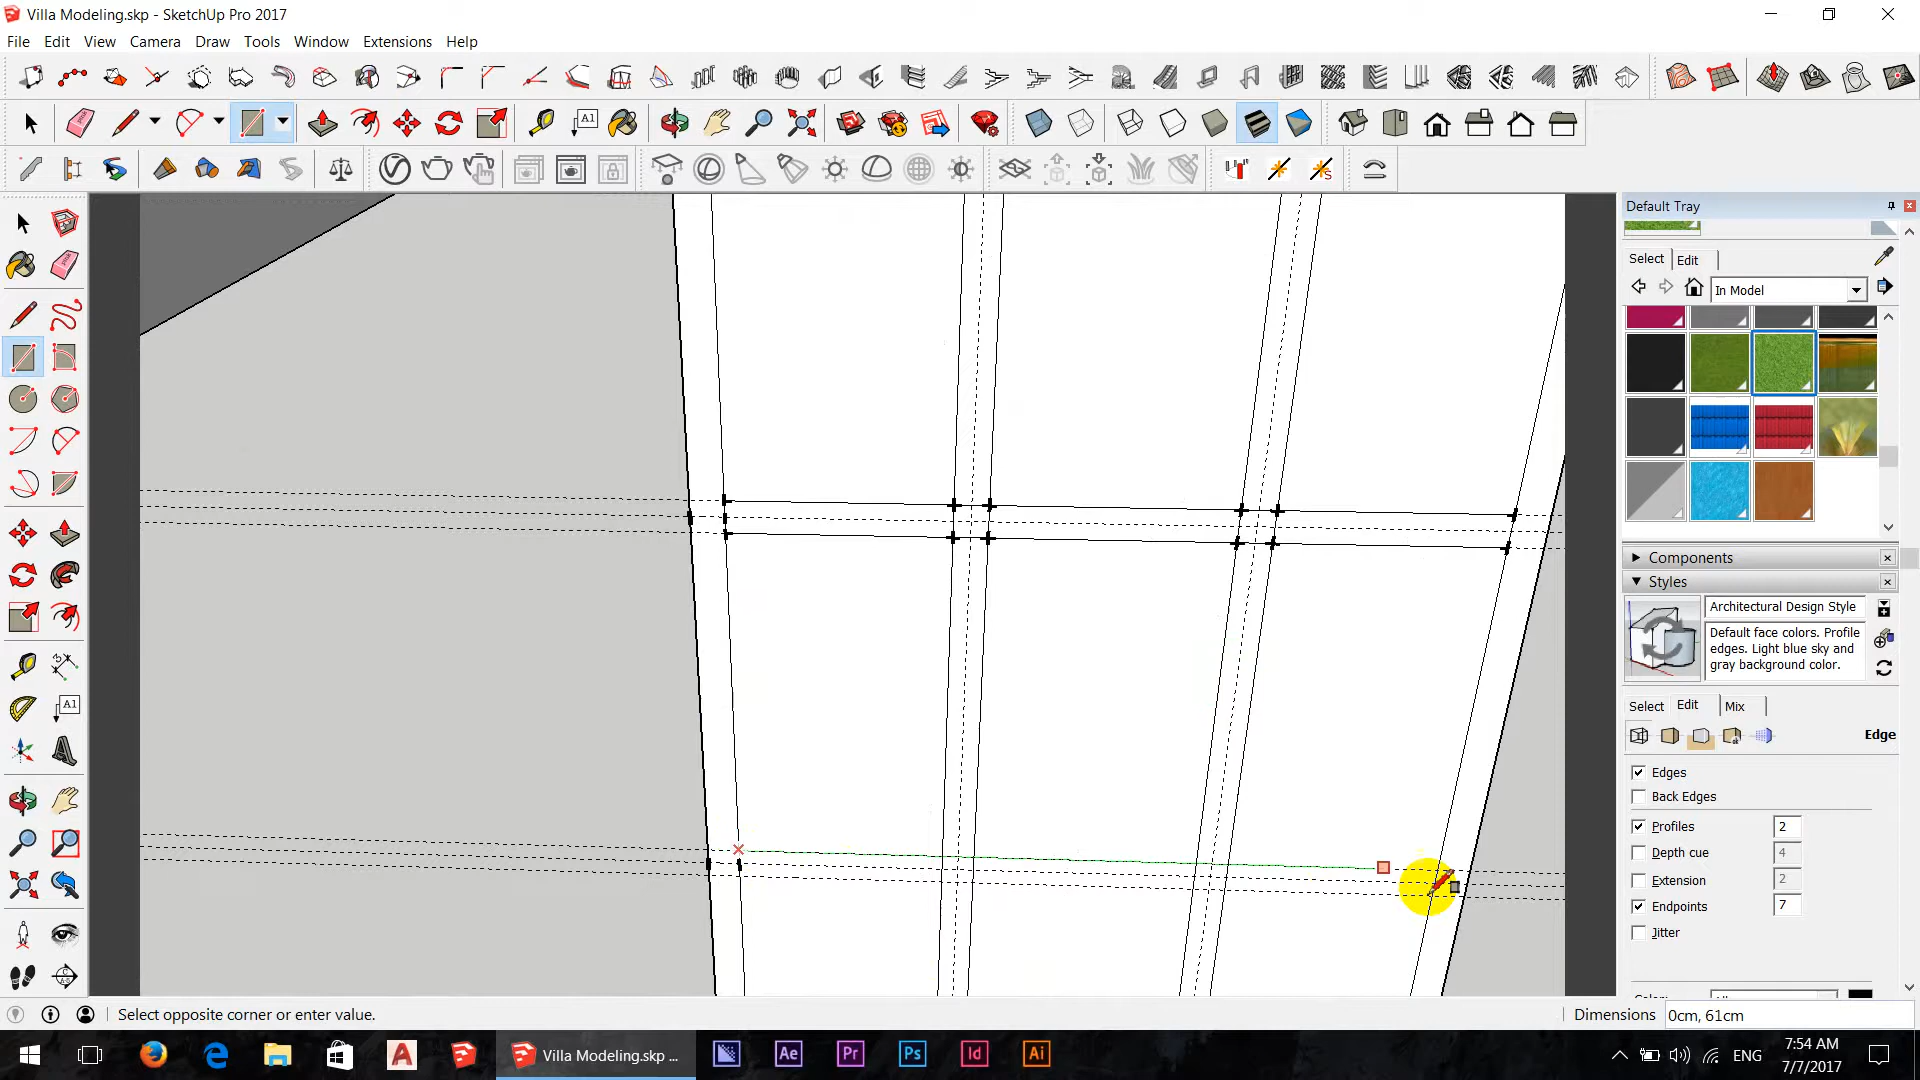 Villa Modeling.skp - SketchUp Pro 2017
File Edit View Camera Draw Tools Window Extensions Help
A1
Default Tray
Select Edit
In Model
Components
Styles
Architectural Design Style
Default face colors. Profile
edges. Light blue sky and
gray background color.
Select Edit Mix
Edge
Edges
Back Edges
Profiles 2
Depth cue 4
Extension 2
Endpoints 7
Jitter
A1
Select opposite corner or enter value.
Dimensions 0cm, 61cm
Villa Modeling.skp ...
Ae Pr Ps Id Ai
ENG
7:54 AM
7/7/2017